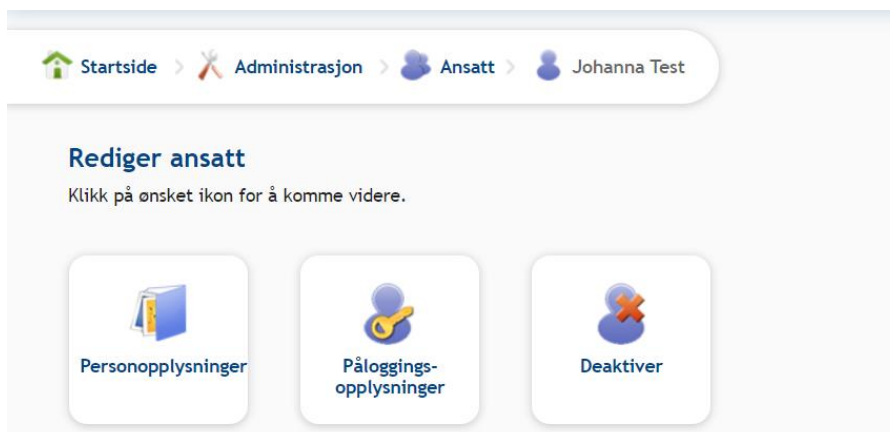 Startside > Administrasjon > Ansatt > Johanna Test
Rediger ansatt
Klikk på ønsket ikon for å komme videre.
Personopplysninger
Påloggings-
opplysninger
Deaktiver